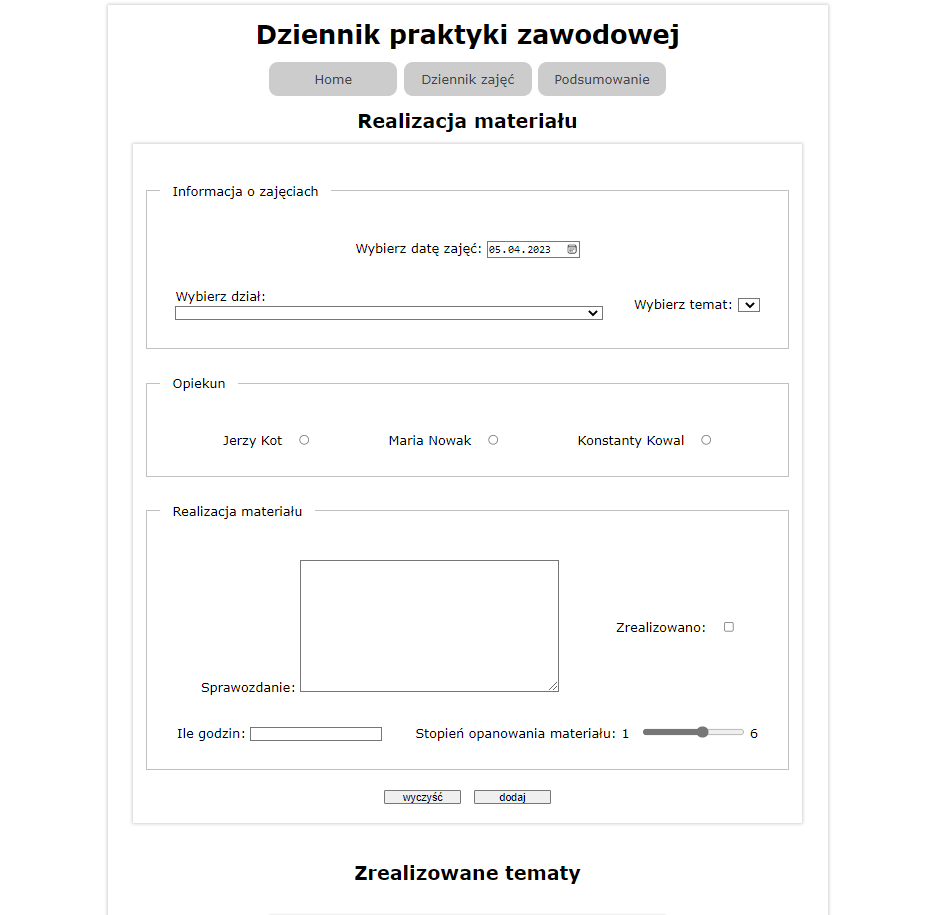 Dziennik praktyki zawodowej
Home Dziennik zajęć Podsumowanie
Realizacja materiału
Informacja o zajęciach
Wybierz datę zajęć: 05.04.2023
Wybierz dział:
Wybierz temat:
Opiekun
Jerzy Kot Maria Nowak Konstanty Kowal
Realizacja materiału
Zrealizowano:
Sprawozdanie:
Ile godzin: Stopień opanowania materiału: 1 6
wyczyść dodaj
Zrealizowane tematy